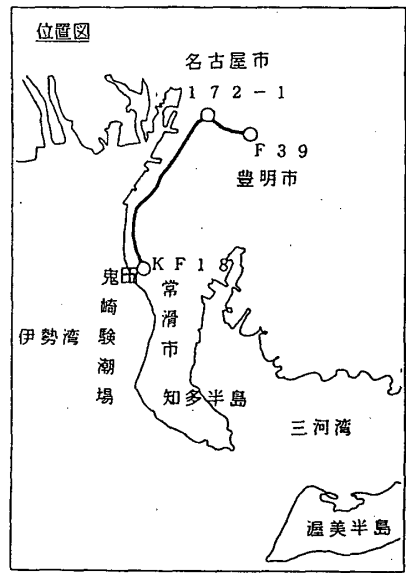 位置図
名古屋市
172-1
F39
豊明市
KF18
鬼崎験潮場
常滑市
伊勢湾
知多半島
三河湾
渥美半島